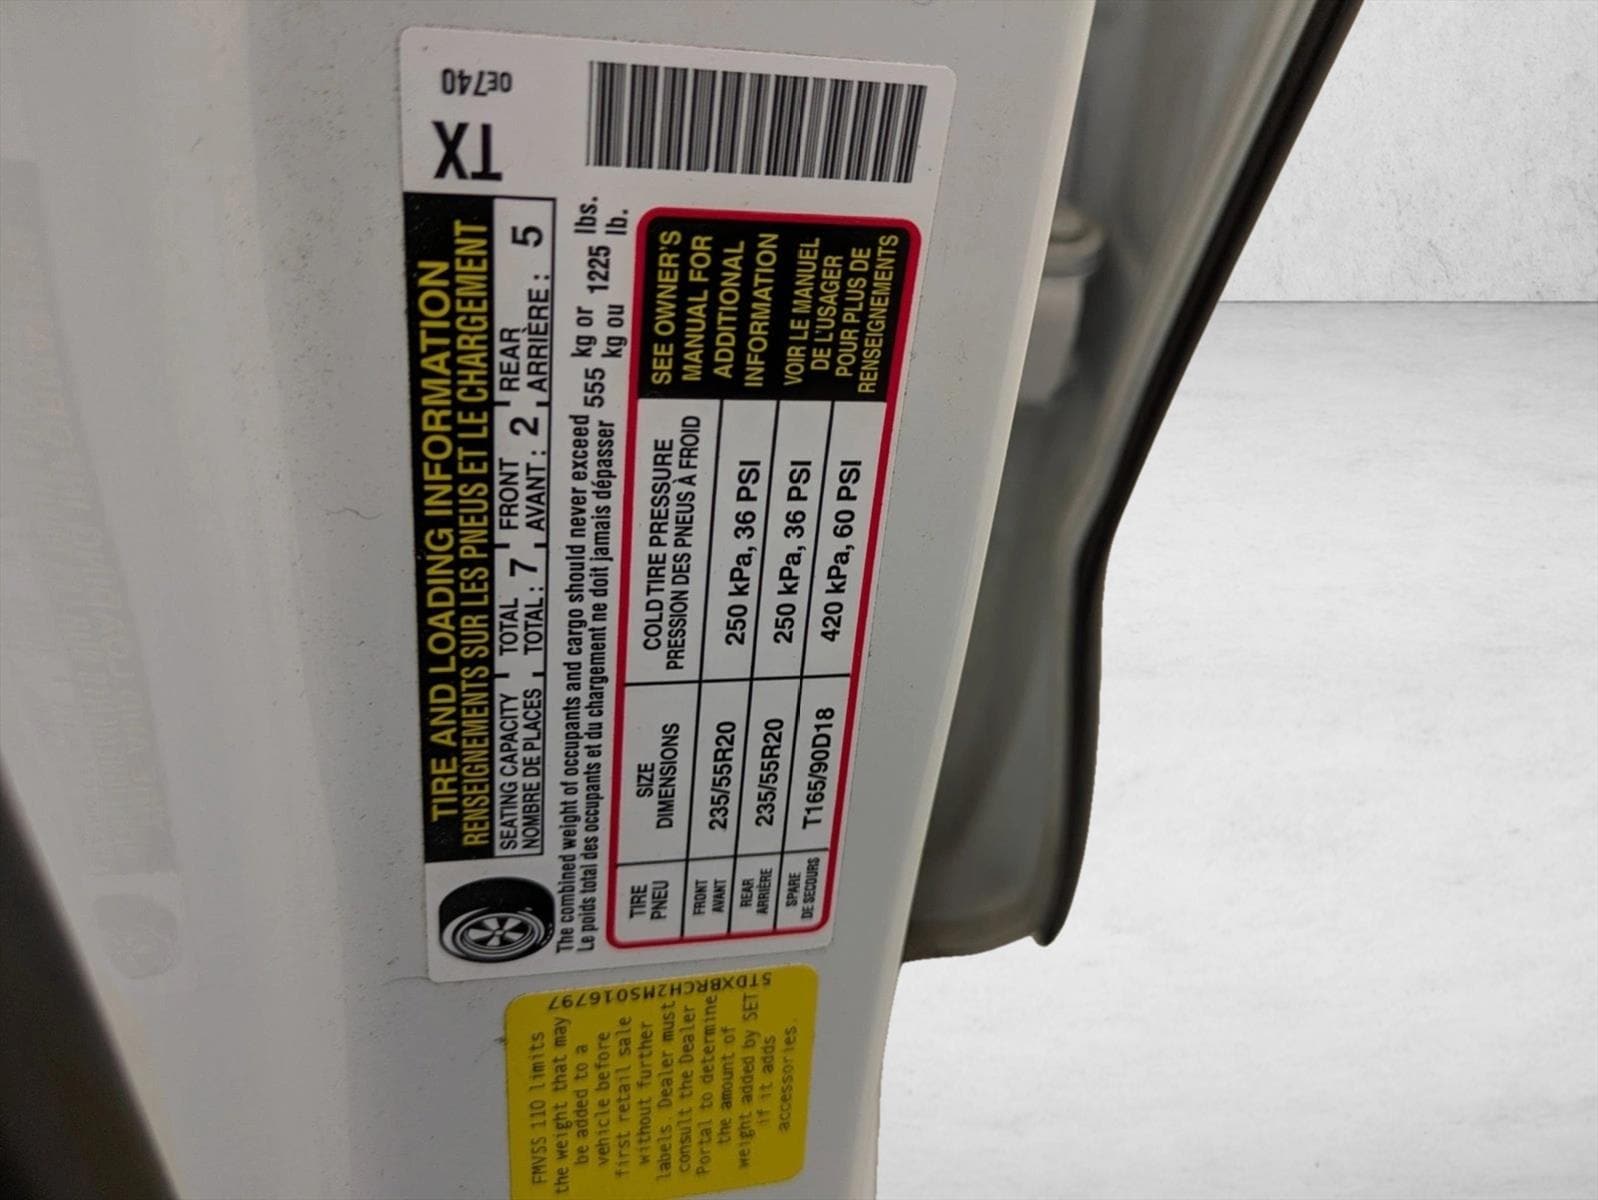 TX 0E740
TIRE AND LOADING INFORMATION
RENSEIGNEMENTS SUR LES PNEUS ET LE CHARGEMENT
SEATING CAPACITY TOTAL 7 FRONT 2 REAR 5
NOMBRE DE PLACES TOTAL : AVANT : ARRIÈRE :
The combined weight of occupants and cargo should never exceed 555 kg or 1225 lbs.
Le poids total des occupants et du chargement ne doit jamais dépasser kg ou lb.
TIRE SIZE COLD TIRE PRESSURE
PNEU DIMENSIONS PRESSION DES PNEUS À FROID
FRONT
AVANT 235/55R20 250 kPa, 36 PSI
REAR
ARRIÈRE 235/55R20 250 kPa, 36 PSI
SPARE
DE SECOURS T165/90D18 420 kPa, 60 PSI
SEE OWNER'S
MANUAL FOR
ADDITIONAL
INFORMATION
VOIR LE MANUEL
DE L'USAGER
POUR PLUS DE
RENSEIGNEMENTS
FMVSS 110 limits
the weight that may
be added to a
vehicle before
first retail sale
without further
labels. Dealer must
consult the Dealer
Portal to determine
the amount of
weight added by SET
if it adds
accessories.
5TDXBRCH2MS016797